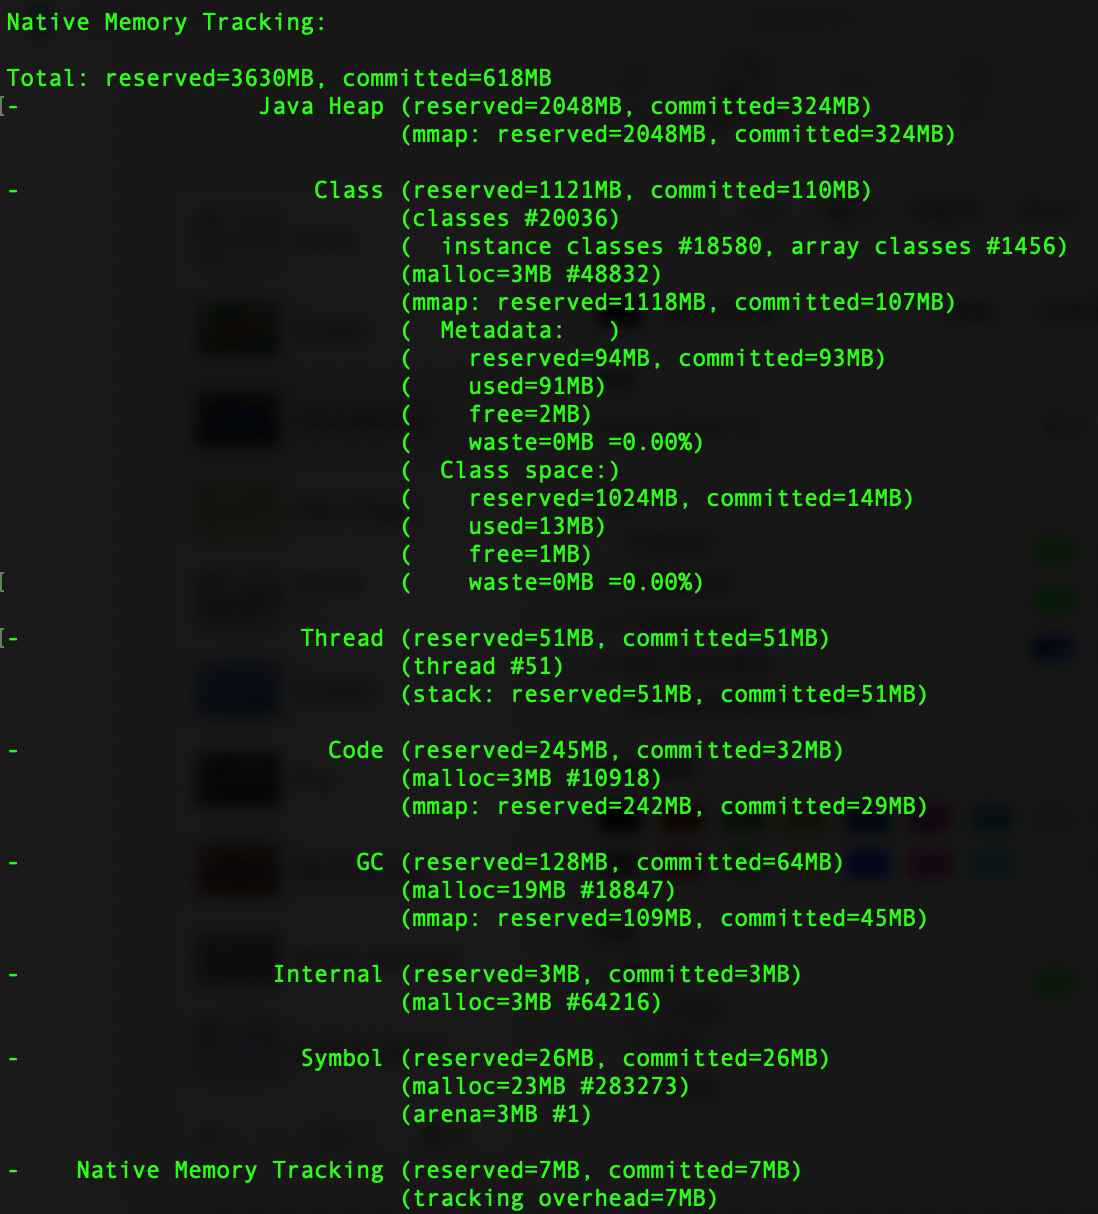 Native Memory Tracking:
Total: reserved=3630MB, committed=618MB
[- Java Heap (reserved=2048MB, committed=324MB)
(mmap: reserved=2048MB, committed=324MB)
- Class (reserved=1121MB, committed=110MB)
(classes #20036)
( instance classes #18580, array classes #1456)
(malloc=3MB #48832)
(mmap: reserved=1118MB, committed=107MB)
( Metadata: )
( reserved=94MB, committed=93MB)
( used=91MB)
( free=2MB)
( waste=0MB =0.00%)
( Class space:)
( reserved=1024MB, committed=14MB)
( used=13MB)
( free=1MB)
[ ( waste=0MB =0.00%)
[- Thread (reserved=51MB, committed=51MB)
(thread #51)
(stack: reserved=51MB, committed=51MB)
- Code (reserved=245MB, committed=32MB)
(malloc=3MB #10918)
(mmap: reserved=242MB, committed=29MB)
- GC (reserved=128MB, committed=64MB)
(malloc=19MB #18847)
(mmap: reserved=109MB, committed=45MB)
- Internal (reserved=3MB, committed=3MB)
(malloc=3MB #64216)
- Symbol (reserved=26MB, committed=26MB)
(malloc=23MB #283273)
(arena=3MB #1)
- Native Memory Tracking (reserved=7MB, committed=7MB)
(tracking overhead=7MB)